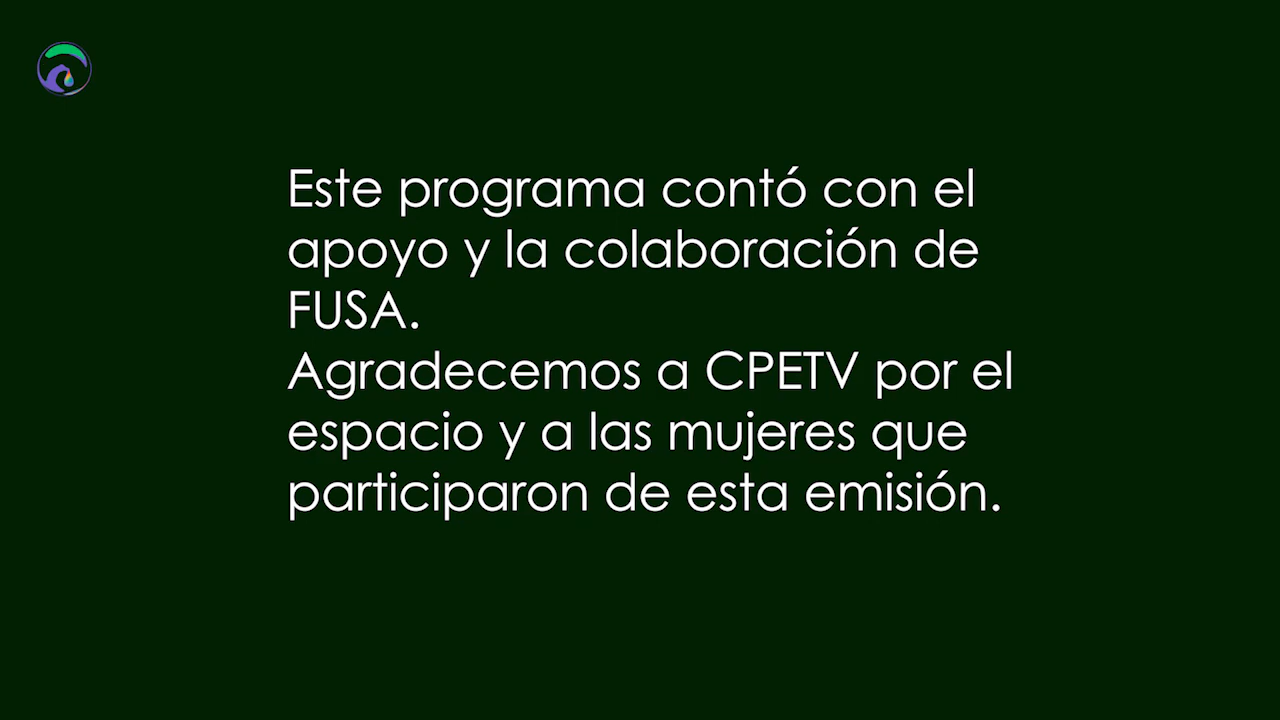 Este programa contó con el
apoyo y la colaboración de
FUSA.
Agradecemos a CPETV por el
espacio y a las mujeres que
participaron de esta emisión.